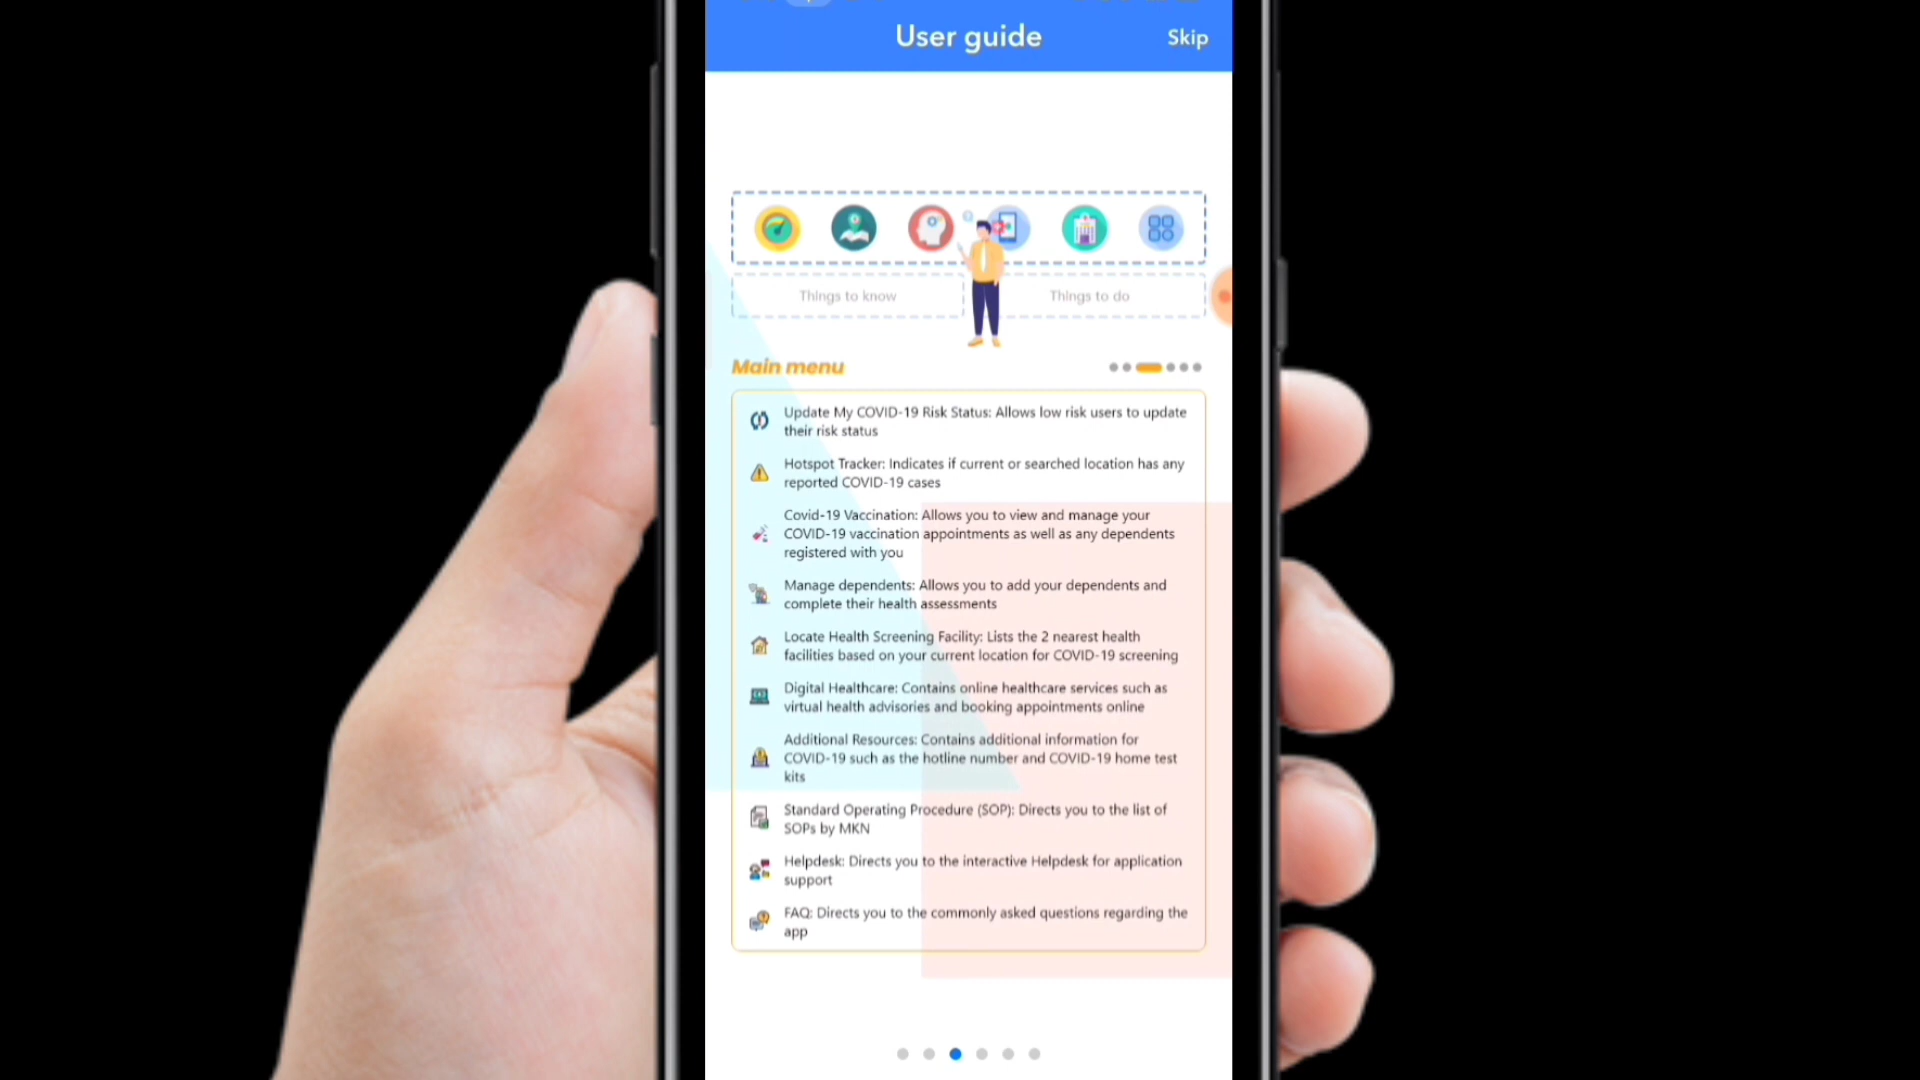 User guide
Skip
Things to know
Things to do
Main menu
Update My COVID-19 Risk Status: Allows low risk users to update
their risk status
Hotspot Tracker: Indicates if current or searched location has any
reported COVID-19 cases
Covid-19 Vaccination: Allows you to view and manage your
COVID-19 vaccination appointments as well as any dependents
registered with you
Manage dependents: Allows you to add your dependents and
complete their health assessments
Locate Health Screening Facility: Lists the 2 nearest health
facilities based on your current location for COVID-19 screening
Digital Healthcare: Contains online healthcare services such as
virtual health advisories and booking appointments online
Additional Resources: Contains additional information for
COVID-19 such as the hotline number and COVID-19 home test
kits
Standard Operating Procedure (SOP): Directs you to the list of
SOPs by MKN
Helpdesk: Directs you to the interactive Helpdesk for application
support
FAQ: Directs you to the commonly asked questions regarding the
app